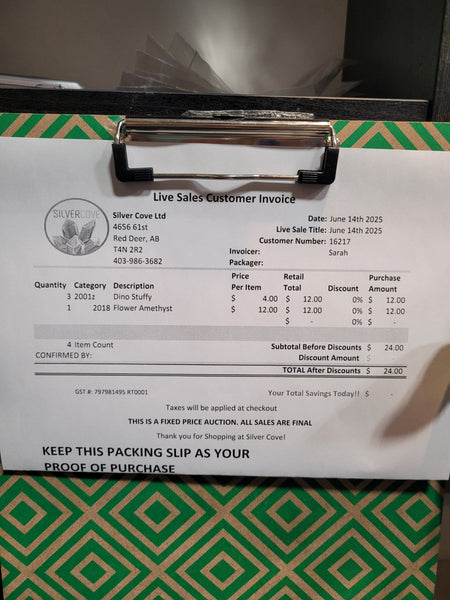 Live Sales Customer Invoice
SILVERCOVE
Silver Cove Ltd
4656 61st
Red Deer, AB
T4N 2R2
403-986-3682
Date: June 14th 2025
Live Sale Title: June 14th 2025
Customer Number: 16217
Invoicer: Sarah
Packager:
Quantity Category Description Price Per Item Retail Total Discount Purchase Amount
3 2001z Dino Stuffy $ 4.00 $ 12.00 0% $ 12.00
1 2018 Flower Amethyst $ 12.00 $ 12.00 0% $ 12.00
$ - 0% $ -
4 Item Count Subtotal Before Discounts $ 24.00
CONFIRMED BY: Discount Amount $
TOTAL After Discounts $ 24.00
GST #: 797981495 RT0001 Your Total Savings Today!! $ -
Taxes will be applied at checkout
THIS IS A FIXED PRICE AUCTION. ALL SALES ARE FINAL
Thank you for Shopping at Silver Cove!
KEEP THIS PACKING SLIP AS YOUR
PROOF OF PURCHASE